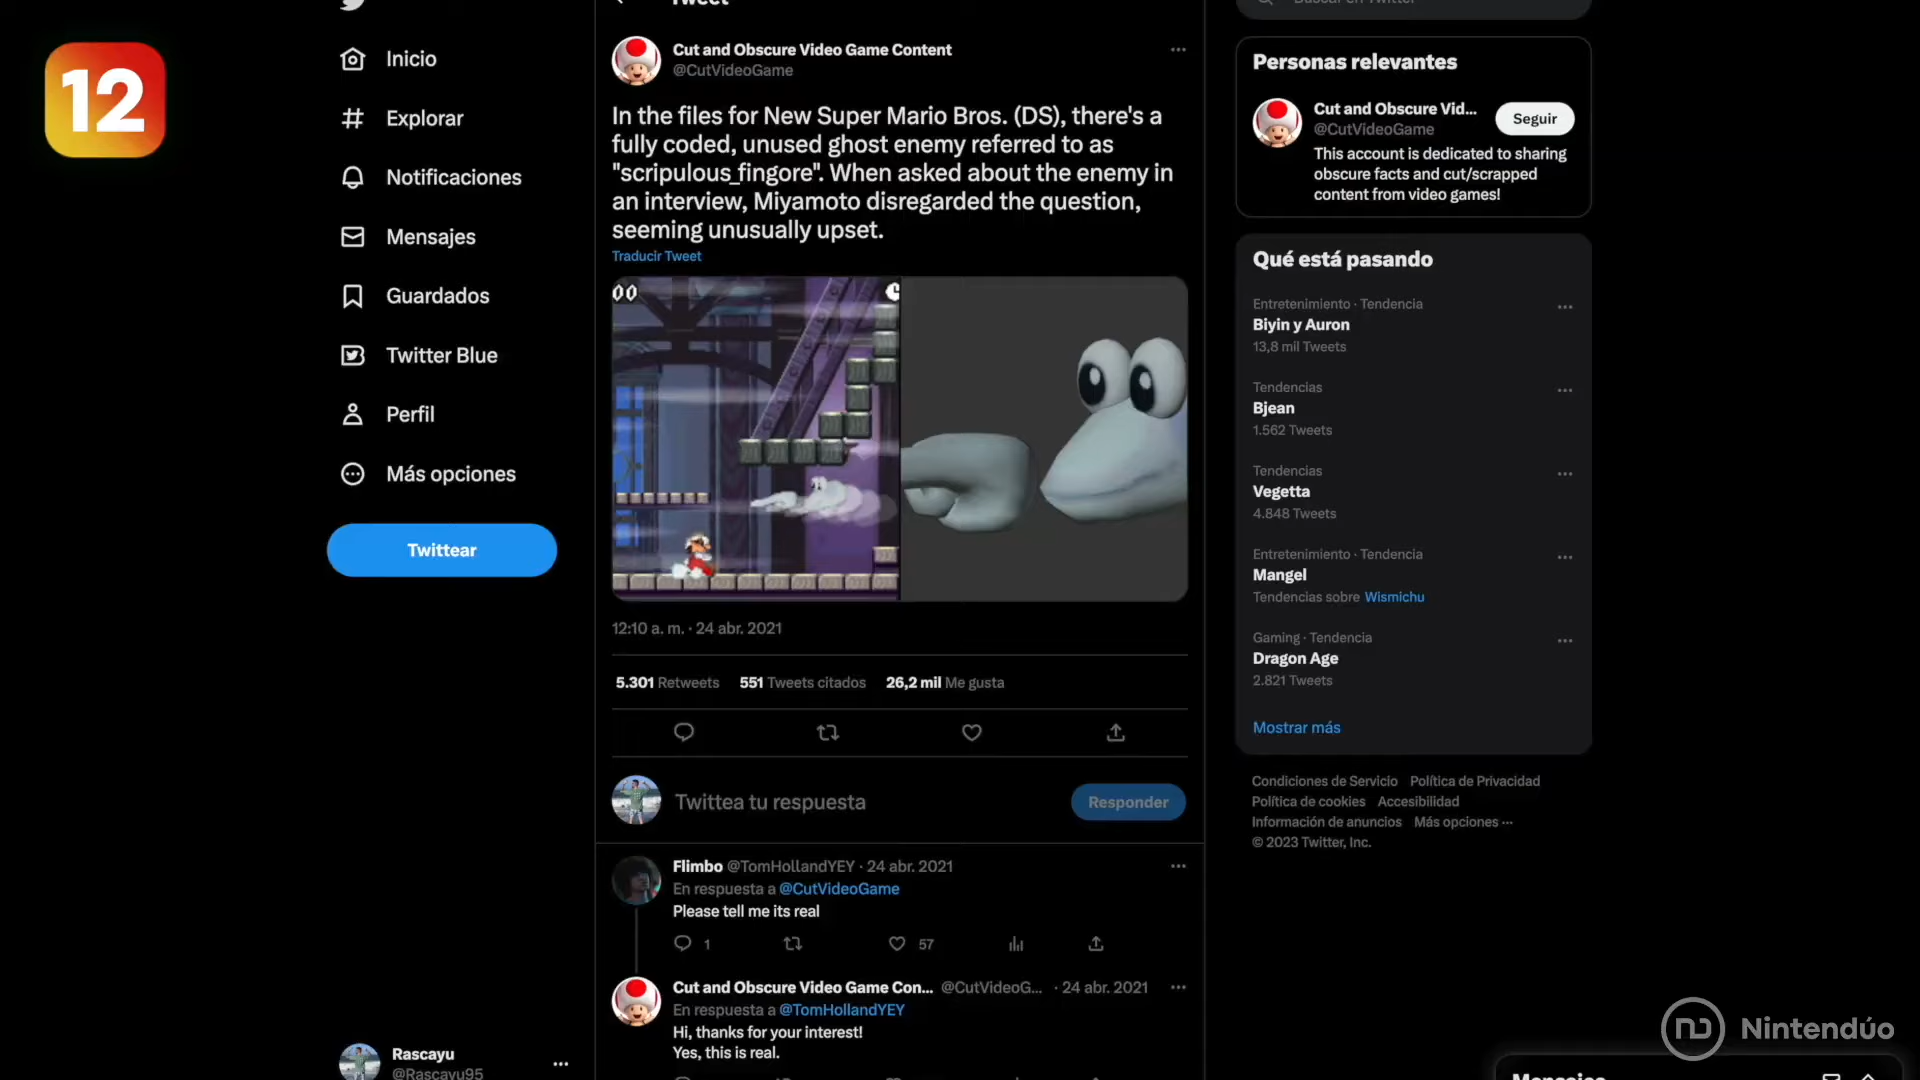 12
Inicio
Explorar
Notificaciones
Mensajes
Guardados
Twitter Blue
Perfil
Más opciones
Twittear
Rascayu
@Rascayu95
Tweet
Cut and Obscure Video Game Content
@CutVideoGame
In the files for New Super Mario Bros. (DS), there's a
fully coded, unused ghost enemy referred to as
"scripulous_fingore". When asked about the enemy in
an interview, Miyamoto disregarded the question,
seeming unusually upset.
Traducir Tweet
00
12:10 a. m. · 24 abr. 2021
5.301 Retweets 551 Tweets citados 26,2 mil Me gusta
Twittea tu respuesta
Responder
Flimbo @TomHollandYEY · 24 abr. 2021
En respuesta a @CutVideoGame
Please tell me its real
1 57
Cut and Obscure Video Game Con... @CutVideoG... · 24 abr. 2021
En respuesta a @TomHollandYEY
Hi, thanks for your interest!
Yes, this is real.
Buscar en Twitter
Personas relevantes
Cut and Obscure Vid...
@CutVideoGame
Seguir
This account is dedicated to sharing
obscure facts and cut/scrapped
content from video games!
Qué está pasando
Entretenimiento · Tendencia
Biyin y Auron
13,8 mil Tweets
Tendencias
Bjean
1.562 Tweets
Tendencias
Vegetta
4.848 Tweets
Entretenimiento · Tendencia
Mangel
Tendencias sobre Wismichu
Gaming · Tendencia
Dragon Age
2.821 Tweets
Mostrar más
Condiciones de Servicio Política de Privacidad
Política de cookies Accesibilidad
Información de anuncios Más opciones ···
© 2023 Twitter, Inc.
Nintendúo
Mensajes